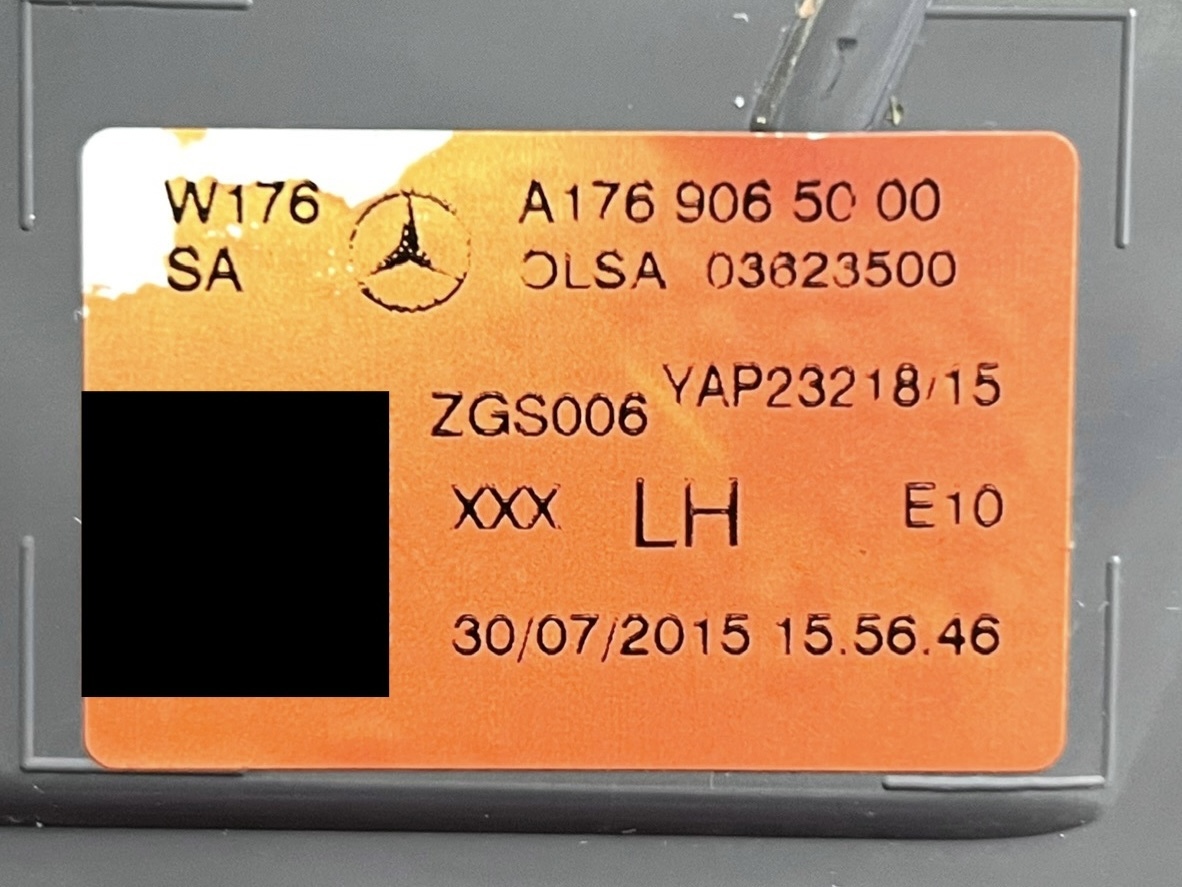 W176 A176 906 50 00
SA OLSA 03623500
YAP23218/15
ZGS006
XXX LH E10
30/07/2015 15.56.46